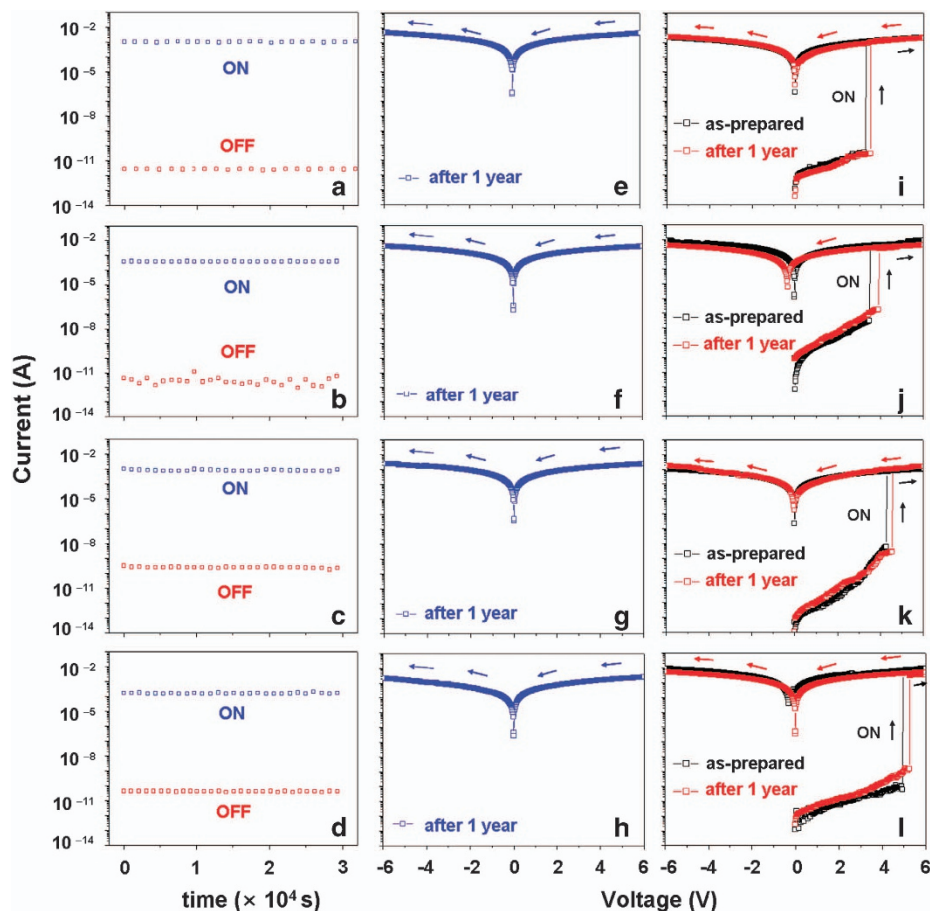 Current (A)
10⁻²
10⁻⁵
10⁻⁸
10⁻¹¹
10⁻¹⁴
ON
OFF
a
after 1 year
e
as-prepared
after 1 year
ON
i
10⁻²
10⁻⁵
10⁻⁸
10⁻¹¹
10⁻¹⁴
ON
OFF
b
after 1 year
f
as-prepared
after 1 year
ON
j
10⁻²
10⁻⁵
10⁻⁸
10⁻¹¹
10⁻¹⁴
ON
OFF
c
after 1 year
g
as-prepared
after 1 year
ON
k
10⁻²
10⁻⁵
10⁻⁸
10⁻¹¹
10⁻¹⁴
ON
OFF
d
after 1 year
h
as-prepared
after 1 year
ON
l
0 1 2 3
-6 -4 -2 0 2 4 6
-6 -4 -2 0 2 4 6
time (× 10⁴ s)
Voltage (V)